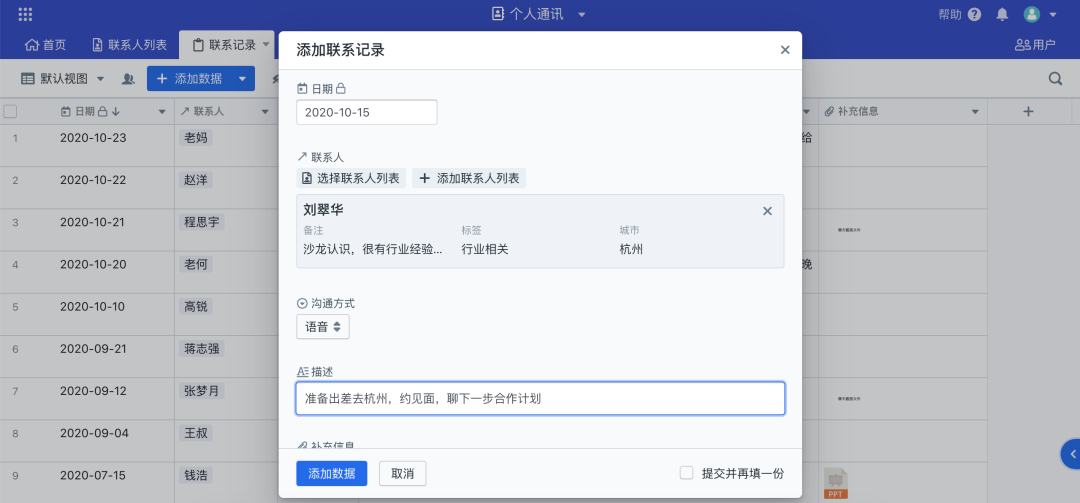 个人通讯
帮助
首页
联系人列表
联系记录
用户
默认视图
添加数据
日期
联系人
补充信息
1 2020-10-23 老妈 给
2 2020-10-22 赵洋
3 2020-10-21 程思宇
4 2020-10-20 老何 晚
5 2020-10-10 高锐
6 2020-09-21 蒋志强
7 2020-09-12 张梦月
8 2020-09-04 王叔
9 2020-07-15 钱浩
PPT
添加联系记录
日期
2020-10-15
联系人
选择联系人列表 添加联系人列表
刘翠华
备注 标签 城市
沙龙认识，很有行业经验... 行业相关 杭州
沟通方式
语音
描述
准备出差去杭州，约见面，聊下一步合作计划
补充信息
添加数据 取消 提交并再填一份